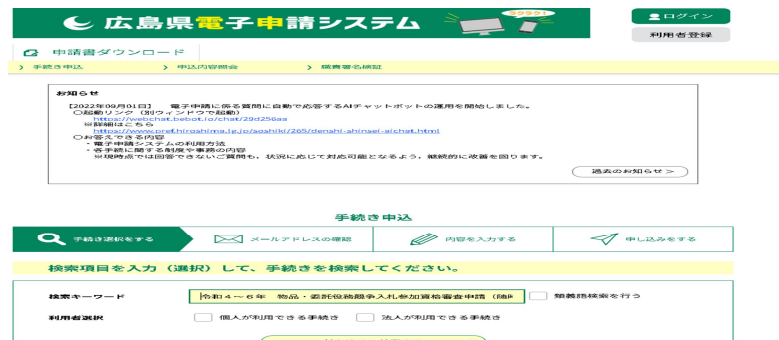 広島県電子申請システム
ログイン
利用者登録
申請書ダウンロード
> 手続き申込 > 申込内容照会 > 職責署名検証
お知らせ
【2022年09月01日】 電子申請に係る質問に自動で応答するAIチャットボットの運用を開始しました。
○起動リンク（別ウィンドウで起動）
https://webchat.bebot.io/chat/29d256aa
※詳細はこちら
https://www.pref.hiroshima.lg.jp/soshiki/265/denshi-shinsei-aichat.html
○お答えできる内容
・電子申請システムの利用方法
・各手続に関する制度や事務の内容
※現時点では回答できないご質問も，状況に応じて対応可能となるよう，継続的に改善を図ります。
過去のお知らせ >
手続き申込
手続き選択をする メールアドレスの確認 内容を入力する 申し込みをする
検索項目を入力（選択）して、手続きを検索してください。
検索キーワード 令和４～６年 物品・委託役務競争入札参加資格審査申請（随 類義語検索を行う
利用者選択 個人が利用できる手続き 法人が利用できる手続き